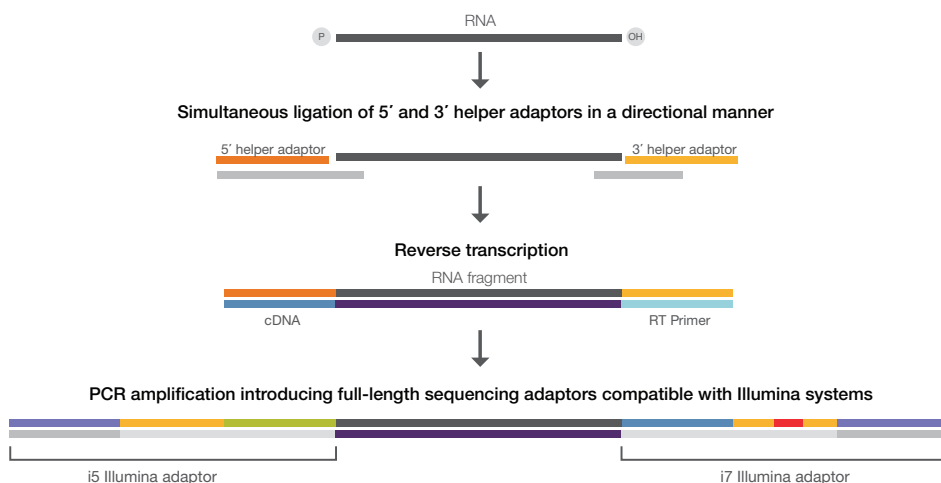 RNA
P
OH
Simultaneous ligation of 5´ and 3´ helper adaptors in a directional manner
5´ helper adaptor
3´ helper adaptor
Reverse transcription
RNA fragment
cDNA
RT Primer
PCR amplification introducing full-length sequencing adaptors compatible with Illumina systems
i5 Illumina adaptor
i7 Illumina adaptor